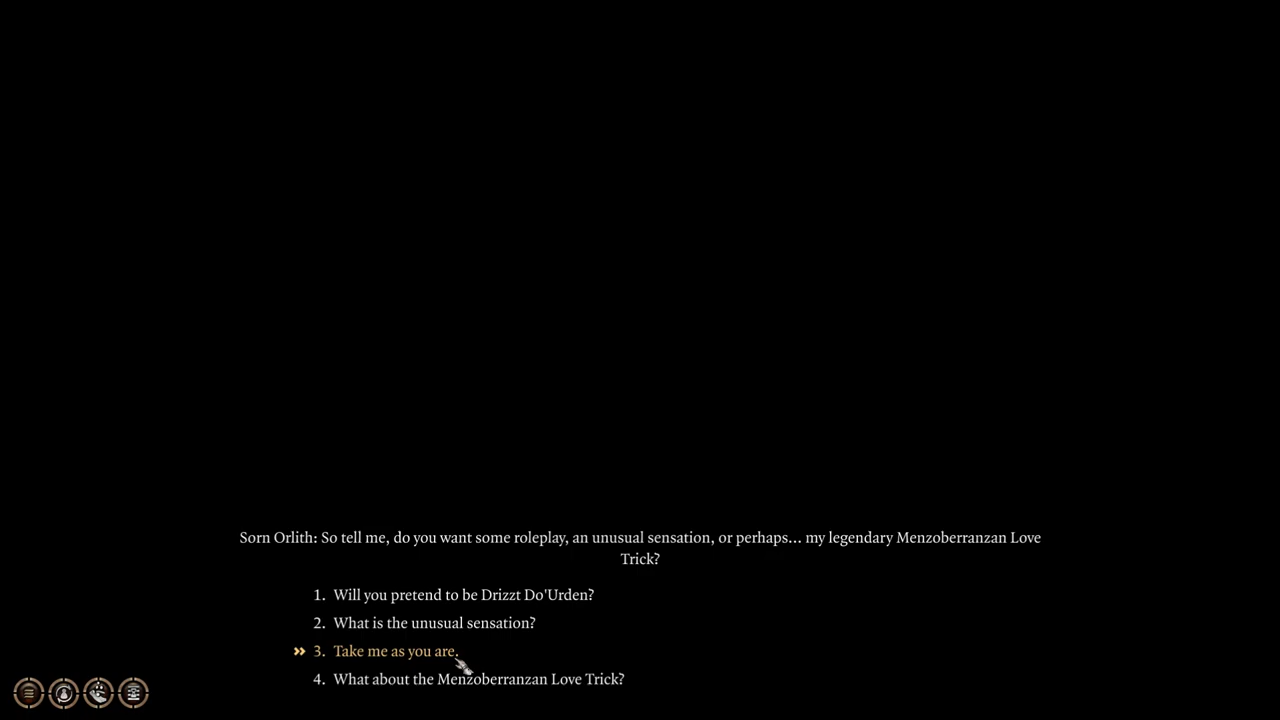 Sorn Orlith: So tell me, do you want some roleplay, an unusual sensation, or perhaps... my legendary Menzoberranzan Love
Trick?
1. Will you pretend to be Drizzt Do'Urden?
2. What is the unusual sensation?
3. Take me as you are.
4. What about the Menzoberranzan Love Trick?